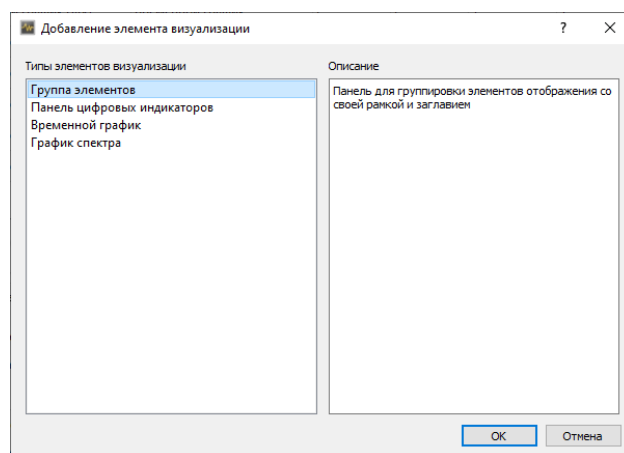 Добавление элемента визуализации
?
Типы элементов визуализации
Описание
Группа элементов
Панель цифровых индикаторов
Временной график
График спектра
Панель для группировки элементов отображения со
своей рамкой и заглавием
OK
Отмена